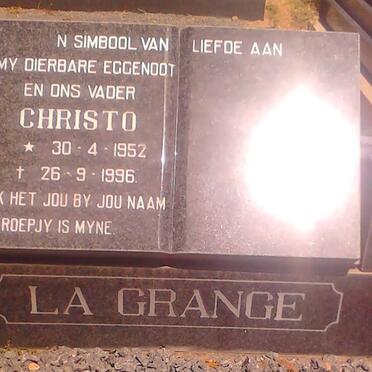 N SIMBOOL VAN LIEFDE AAN
MY DIERBARE EGGENOOT
EN ONS VADER
CHRISTO
★ 30-4-1952
† 26-9-1996
K HET JOU BY JOU NAAM
ROEPJY IS MYNE.
LA GRANGE